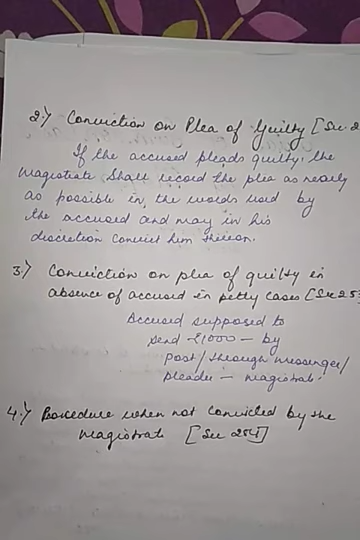 2.) Conviction on Plea of Guilty [Sec 2
If the accused pleads guilty, the
Magistrate Shall record the plea as nearly
as possible in the words used by
the accused and may in his
discretion convict him thereon.
3.) Conviction on plea of guilty in
absence of accused in petty cases [Sec 253
Accused supposed to
send - ₹1000 - by
post/through messenger/
pleader - magistrate.
4.) Procedure when not convicted by the
magistrate [Sec 254]